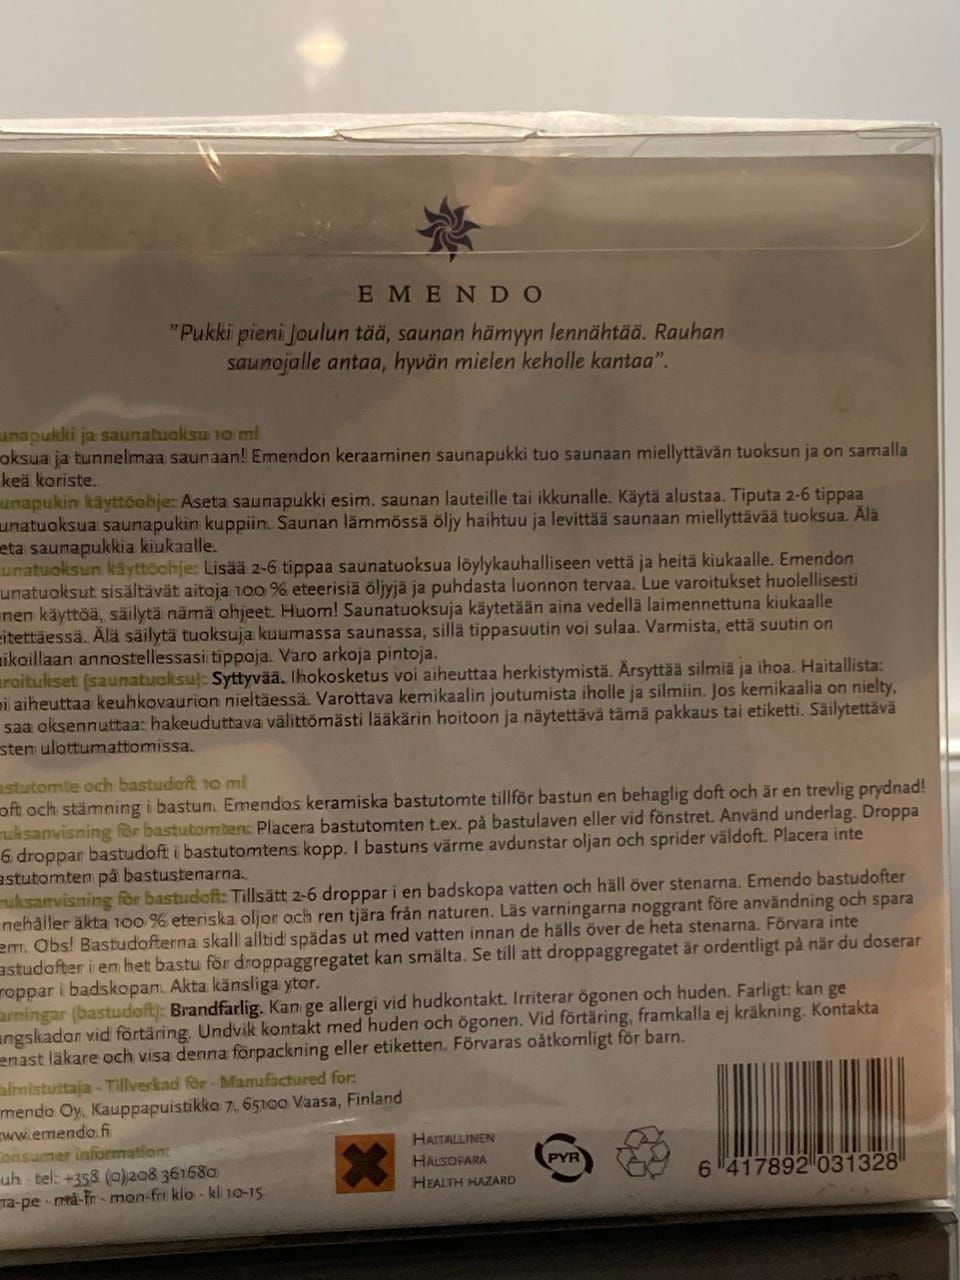 EMENDO
"Pukki pieni Joulun tää, saunan hämyyn lennähtää. Rauhan
saunojalle antaa, hyvän mielen keholle kantaa".
unapukki ja saunatuoksu 10 ml
oksua ja tunnelmaa saunaan! Emendon keraaminen saunapukki tuo saunaan miellyttävän tuoksun ja on samalla
keä koriste.
unapukin käyttöohje: Aseta saunapukki esim. saunan lauteille tai ikkunalle. Käytä alustaa. Tiputa 2-6 tippaa
unatuoksua saunapukin kuppiin. Saunan lämmössä öljy haihtuu ja levittää saunaan miellyttävää tuoksua. Älä
eta saunapukkia kiukaalle.
unatuoksun käyttöohje: Lisää 2-6 tippaa saunatuoksua löylykauhalliseen vettä ja heitä kiukaalle. Emendon
unatuoksut sisältävät aitoja 100 % eteerisiä öljyjä ja puhdasta luonnon tervaa. Lue varoitukset huolellisesti
nen käyttöä, säilytä nämä ohjeet. Huom! Saunatuoksuja käytetään aina vedellä laimennettuna kiukaalle
eitettäessä. Älä säilytä tuoksuja kuumassa saunassa, sillä tippasuutin voi sulaa. Varmista, että suutin on
ikoillaan annostellessasi tippoja. Varo arkoja pintoja.
roitukset (saunatuoksu): Syttyvää. Ihokosketus voi aiheuttaa herkistymistä. Ärsyttää silmiä ja ihoa. Haitallista:
i aiheuttaa keuhkovaurion nieltäessä. Varottava kemikaalin joutumista iholle ja silmiin. Jos kemikaalia on nielty,
saa oksennuttaa: hakeuduttava välittömästi lääkärin hoitoon ja näytettävä tämä pakkaus tai etiketti. Säilytettävä
sten ulottumattomissa.
astutomte och bastudoft 10 ml
oft och stämning i bastun. Emendos keramiska bastutomte tillför bastun en behaglig doft och är en trevlig prydnad!
uksanvisning för bastutomten: Placera bastutomten t.ex. på bastulaven eller vid fönstret. Använd underlag. Droppa
6 droppar bastudoft i bastutomtens kopp. I bastuns värme avdunstar oljan och sprider väldoft. Placera inte
astutomten på bastustenarna.
uksanvisning för bastudoft: Tillsätt 2-6 droppar i en badskopa vatten och häll över stenarna. Emendo bastudofter
nehåller äkta 100 % eteriska oljor och ren tjära från naturen. Läs varningarna noggrant före användning och spara
em. Obs! Bastudofterna skall alltid spädas ut med vatten innan de hälls över de heta stenarna. Förvara inte
astudofter i en het bastu för droppaggregatet kan smälta. Se till att droppaggregatet är ordentligt på när du doserar
roppar i badskopan. Akta känsliga ytor.
arningar (bastudoft): Brandfarlig. Kan ge allergi vid hudkontakt. Irriterar ögonen och huden. Farligt: kan ge
ungskador vid förtäring. Undvik kontakt med huden och ögonen. Vid förtäring, framkalla ej kräkning. Kontakta
enast läkare och visa denna förpackning eller etiketten. Förvaras oåtkomligt för barn.
almistuttaja - Tillverkad för - Manufactured for:
mendo Oy, Kauppapuistikko 7, 65100 Vaasa, Finland
ww.emendo.fi
onsumer information:
uh - tel: +358 (0)208 361680
a-pe - må-fr - mon-fri klo - kl 10-15
HAITALLINEN
HÄLSOFARA
HEALTH HAZARD
PYR
6 417892 031328